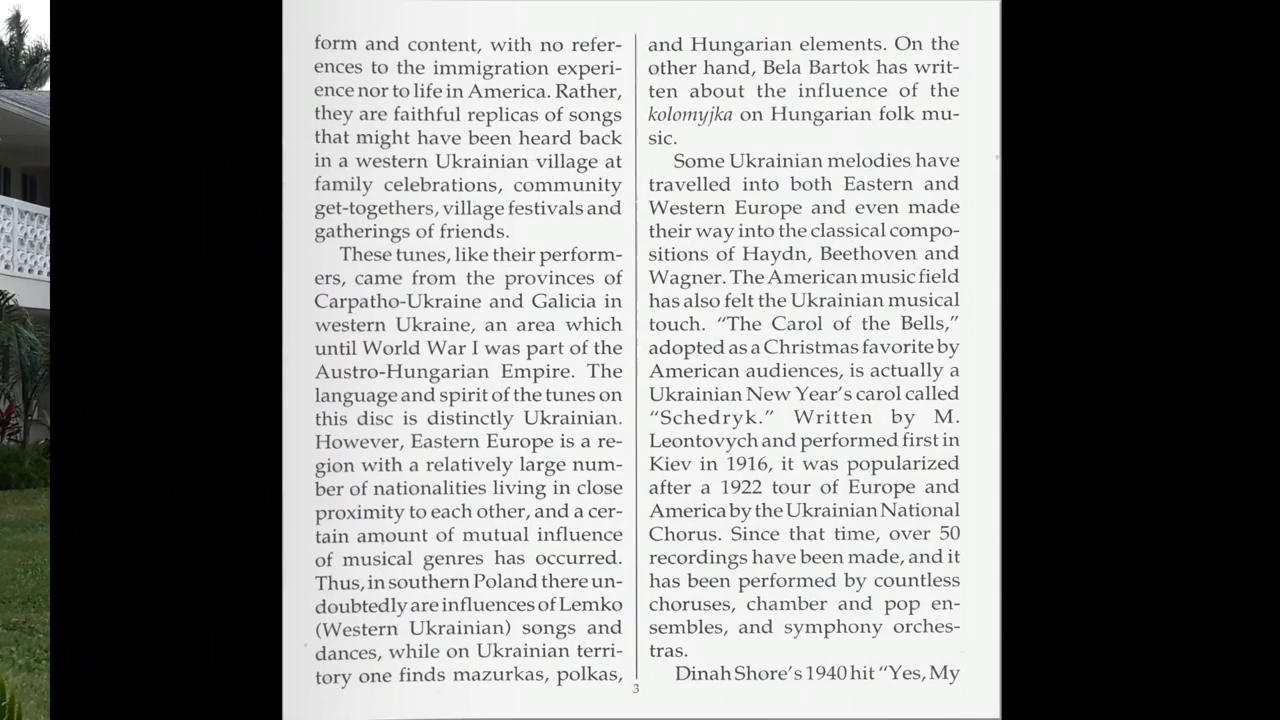 form and content, with no refer-
ences to the immigration experi-
ence nor to life in America. Rather,
they are faithful replicas of songs
that might have been heard back
in a western Ukrainian village at
family celebrations, community
get-togethers, village festivals and
gatherings of friends.
These tunes, like their perform-
ers, came from the provinces of
Carpatho-Ukraine and Galicia in
western Ukraine, an area which
until World War I was part of the
Austro-Hungarian Empire. The
language and spirit of the tunes on
this disc is distinctly Ukrainian.
However, Eastern Europe is a re-
gion with a relatively large num-
ber of nationalities living in close
proximity to each other, and a cer-
tain amount of mutual influence
of musical genres has occurred.
Thus, in southern Poland there un-
doubtedly are influences of Lemko
(Western Ukrainian) songs and
dances, while on Ukrainian terri-
tory one finds mazurkas, polkas,
and Hungarian elements. On the
other hand, Bela Bartok has writ-
ten about the influence of the
kolomyjka on Hungarian folk mu-
sic.
Some Ukrainian melodies have
travelled into both Eastern and
Western Europe and even made
their way into the classical compo-
sitions of Haydn, Beethoven and
Wagner. The American music field
has also felt the Ukrainian musical
touch. "The Carol of the Bells,"
adopted as a Christmas favorite by
American audiences, is actually a
Ukrainian New Year's carol called
"Schedryk." Written by M.
Leontovych and performed first in
Kiev in 1916, it was popularized
after a 1922 tour of Europe and
America by the Ukrainian National
Chorus. Since that time, over 50
recordings have been made, and it
has been performed by countless
choruses, chamber and pop en-
sembles, and symphony orches-
tras.
Dinah Shore's 1940 hit "Yes, My
3